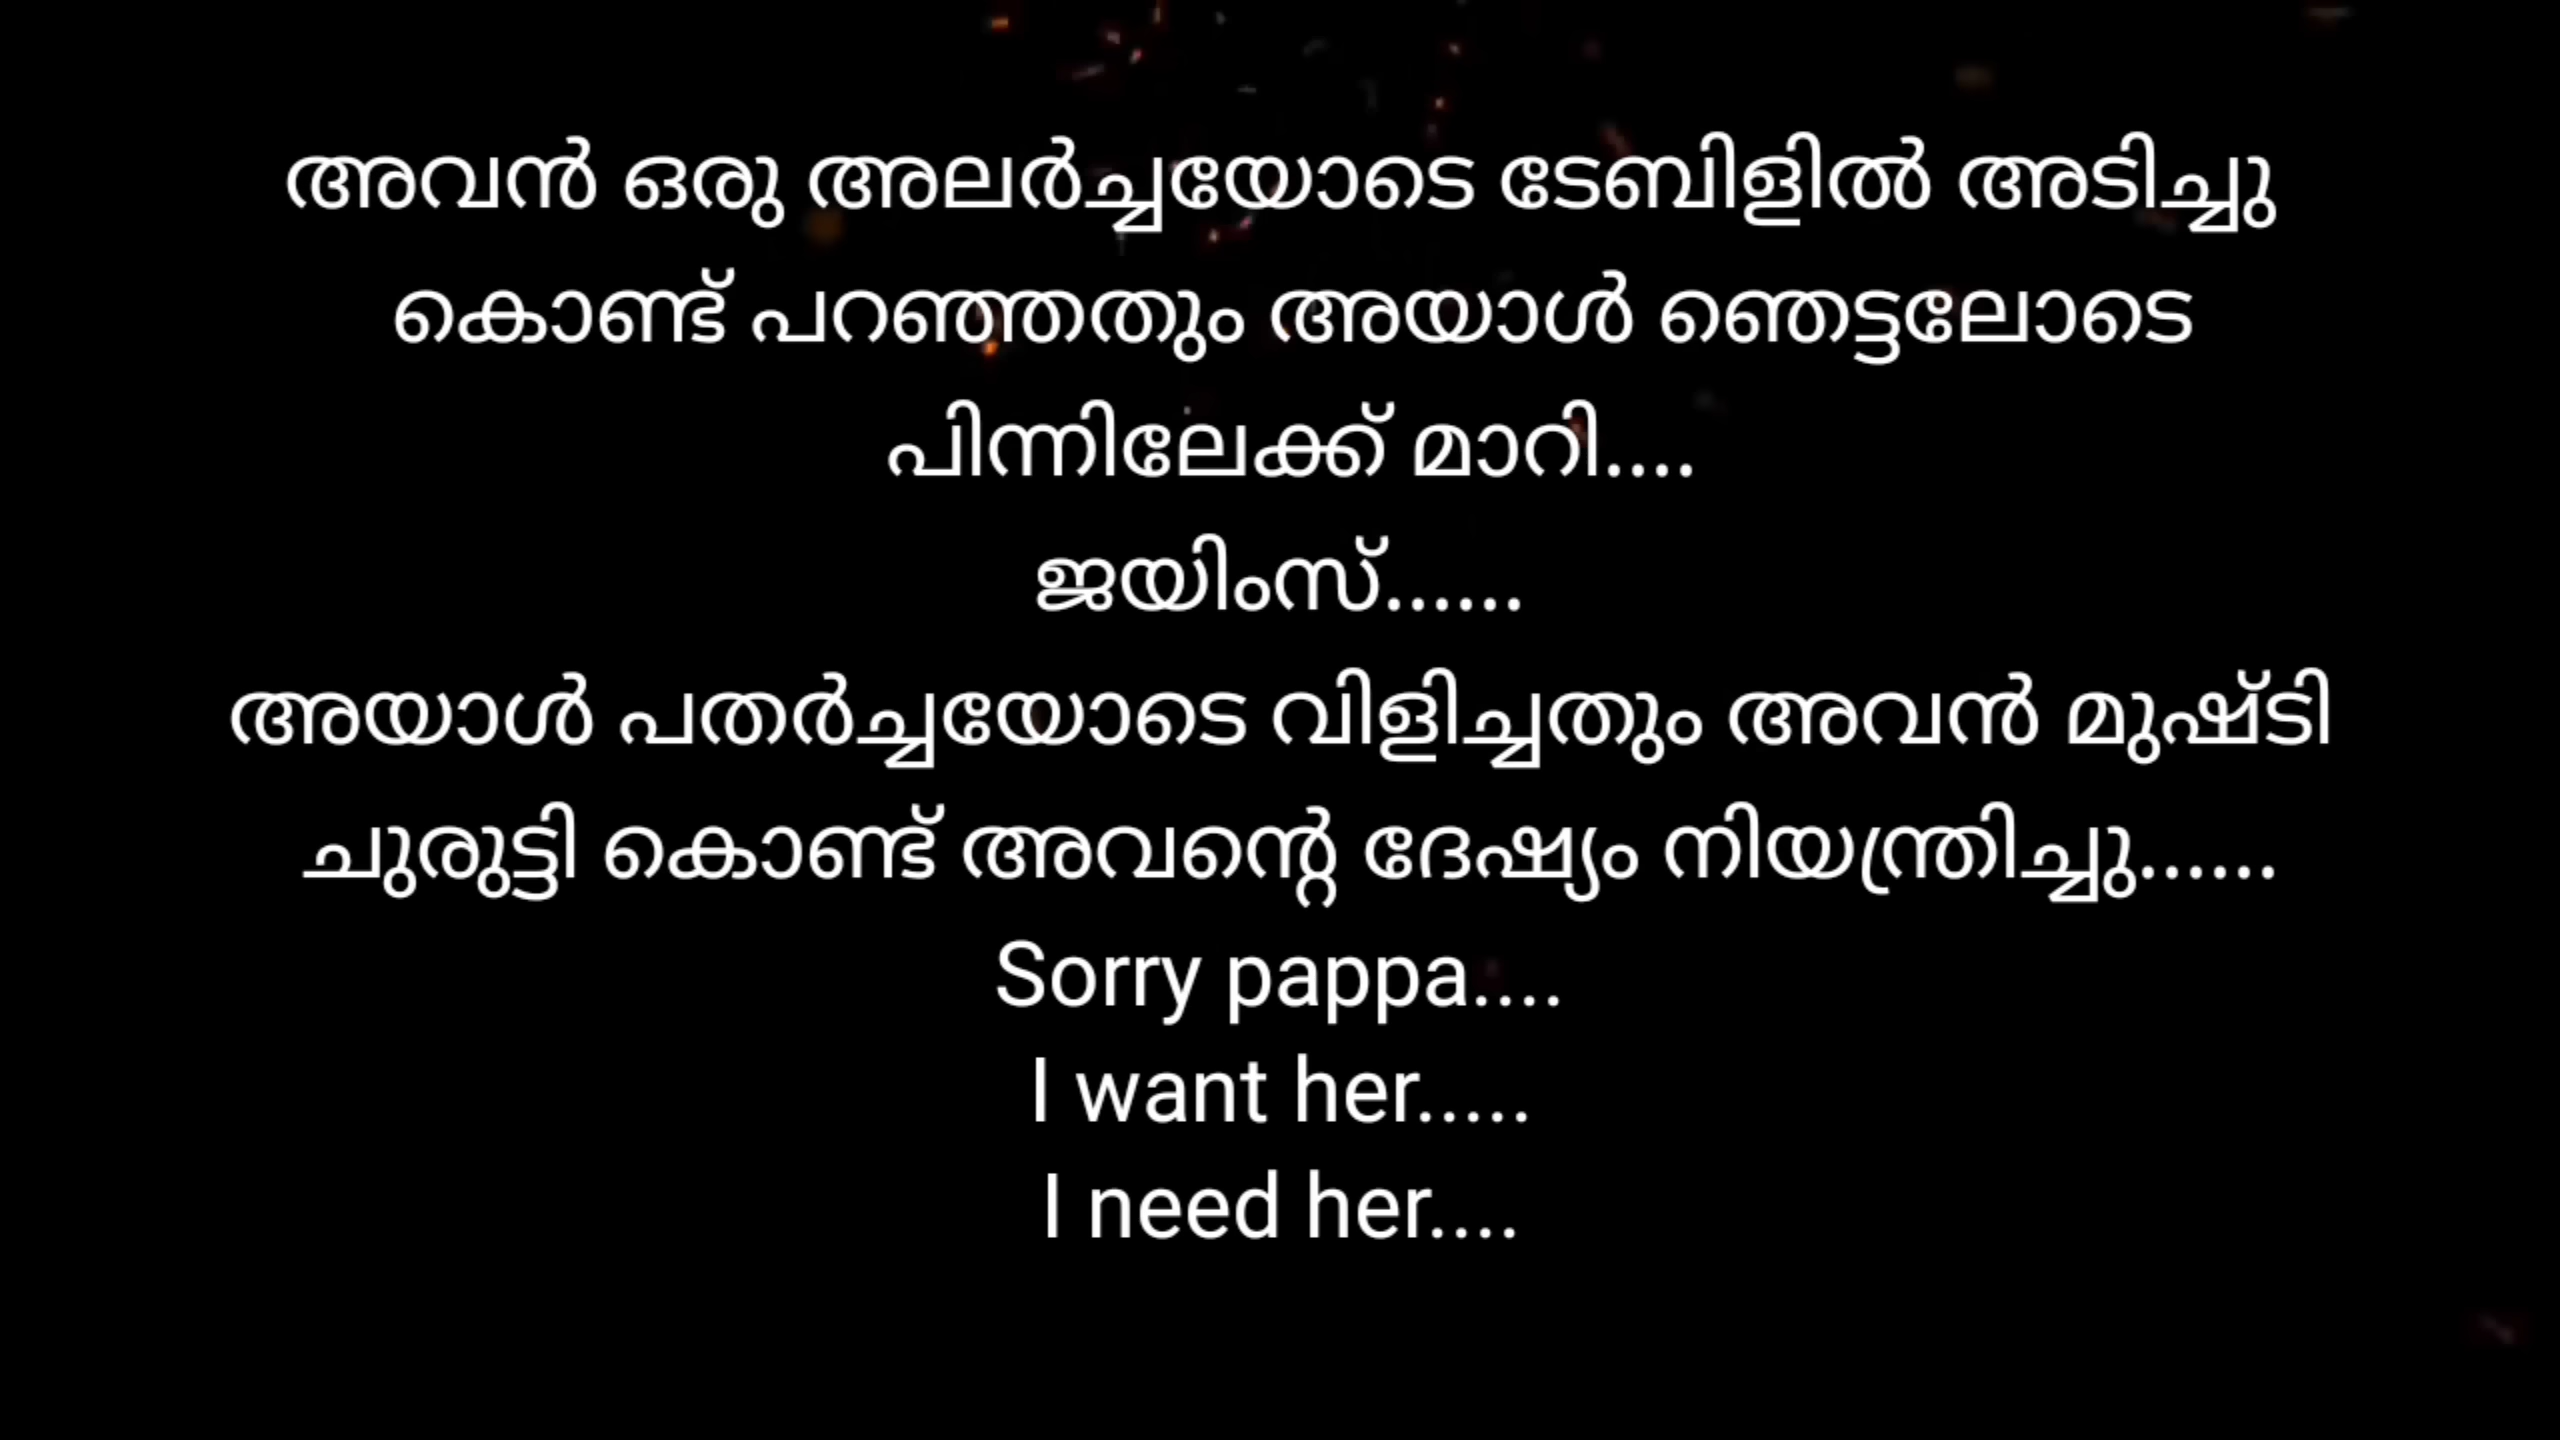 അവൻ ഒരു അലർച്ചയോടെ ടേബിളിൽ അടിച്ചു
കൊണ്ട് പറഞ്ഞതും അയാൾ ഞെട്ടലോടെ
പിന്നിലേക്ക് മാറി....
ജയിംസ്......
അയാൾ പതർച്ചയോടെ വിളിച്ചതും അവൻ മുഷ്ടി
ചുരുട്ടി കൊണ്ട് അവന്റെ ദേഷ്യം നിയന്ത്രിച്ചു......
Sorry pappa....
I want her.....
I need her....